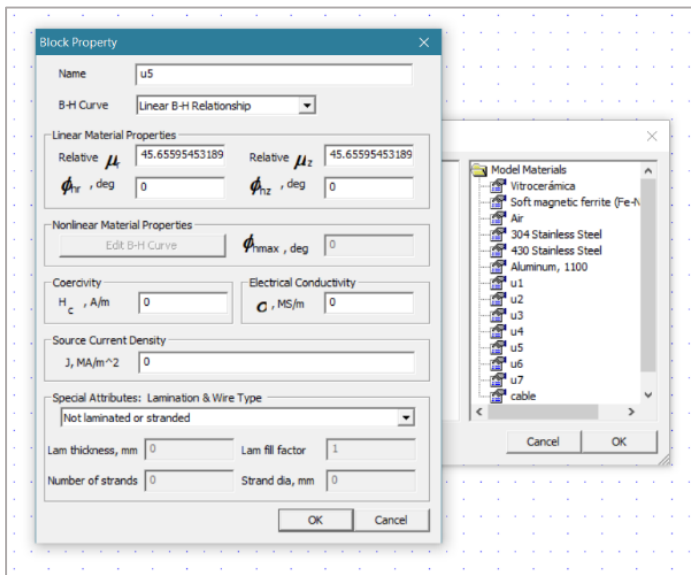 Block Property
Name u5
B-H Curve Linear B-H Relationship
Linear Material Properties
Relative μr 45.65595453189 Relative μz 45.65595453189
ϕhr , deg 0 ϕhz , deg 0
Nonlinear Material Properties
Edit B-H Curve ϕhmax , deg 0
Coercivity Electrical Conductivity
Hc , A/m 0 σ, MS/m 0
Source Current Density
J, MA/m^2 0
Special Attributes: Lamination & Wire Type
Not laminated or stranded
Lam thickness, mm 0 Lam fill factor 1
Number of strands 0 Strand dia, mm 0
OK Cancel
Model Materials
Vitrocerámica
Soft magnetic ferrite (Fe-N
Air
304 Stainless Steel
430 Stainless Steel
Aluminum, 1100
u1
u2
u3
u4
u5
u6
u7
cable
Cancel OK